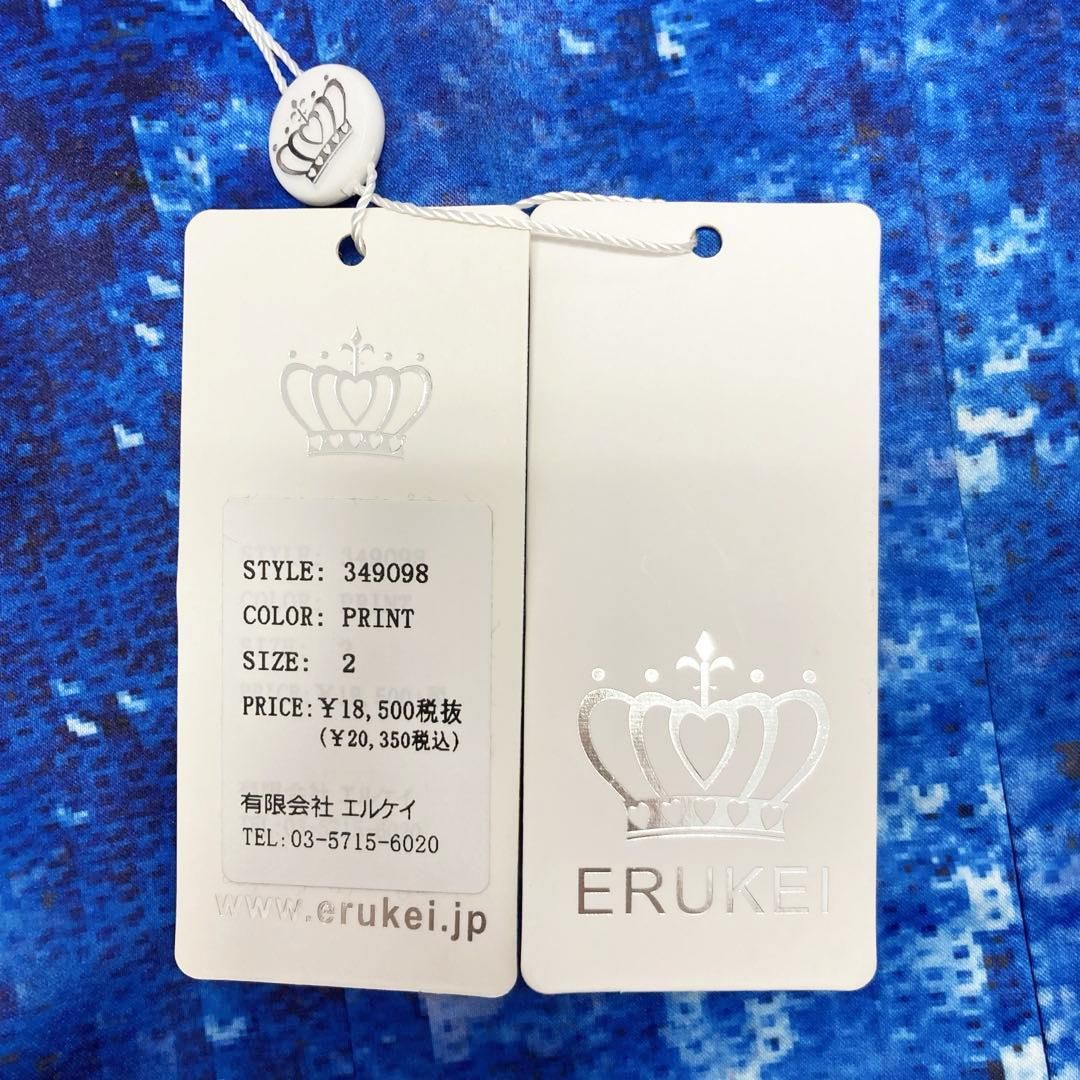 STYLE: 349098
COLOR: PRINT
SIZE: 2
PRICE:¥18,500税抜
(¥20,350税込)
有限会社 エルケイ
TEL:03-5715-6020
www.erukei.jp
ERUKEI